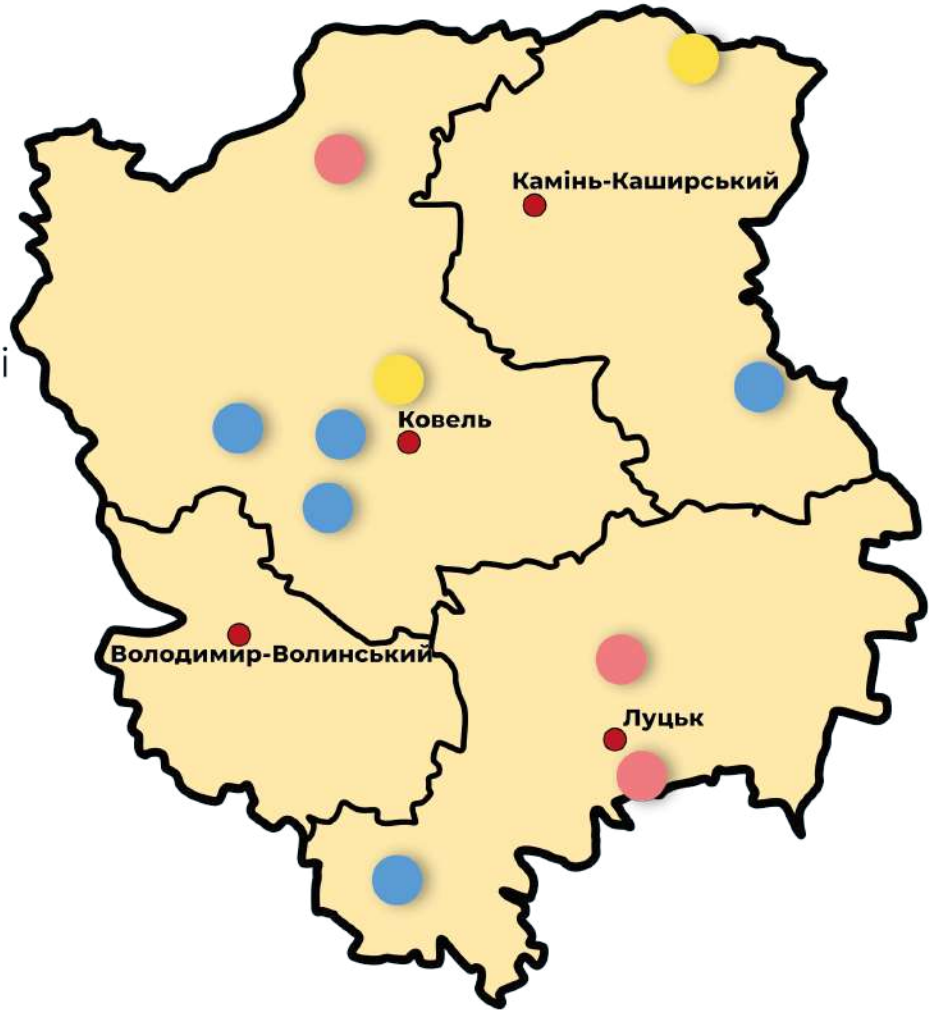 Камінь-Каширський
і
Ковель
Володимир-Волинський
Луцьк